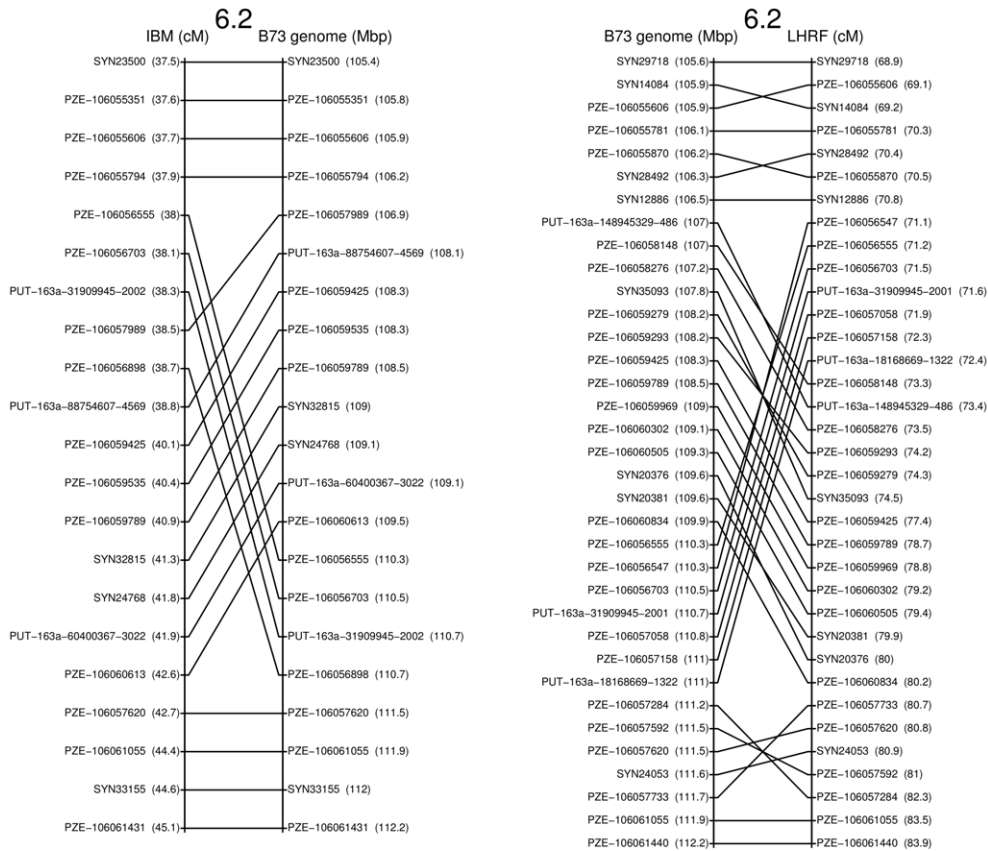 6.2
IBM (cM)
B73 genome (Mbp)
SYN23500 (37.5)
PZE−106055351 (37.6)
PZE−106055606 (37.7)
PZE−106055794 (37.9)
PZE−106056555 (38)
PZE−106056703 (38.1)
PUT−163a−31909945−2002 (38.3)
PZE−106057989 (38.5)
PZE−106056898 (38.7)
PUT−163a−88754607−4569 (38.8)
PZE−106059425 (40.1)
PZE−106059535 (40.4)
PZE−106059789 (40.9)
SYN32815 (41.3)
SYN24768 (41.8)
PUT−163a−60400367−3022 (41.9)
PZE−106060613 (42.6)
PZE−106057620 (42.7)
PZE−106061055 (44.4)
SYN33155 (44.6)
PZE−106061431 (45.1)
SYN23500 (105.4)
PZE−106055351 (105.8)
PZE−106055606 (105.9)
PZE−106055794 (106.2)
PZE−106057989 (106.9)
PUT−163a−88754607−4569 (108.1)
PZE−106059425 (108.3)
PZE−106059535 (108.3)
PZE−106059789 (108.5)
SYN32815 (109)
SYN24768 (109.1)
PUT−163a−60400367−3022 (109.1)
PZE−106060613 (109.5)
PZE−106056555 (110.3)
PZE−106056703 (110.5)
PUT−163a−31909945−2002 (110.7)
PZE−106056898 (110.7)
PZE−106057620 (111.5)
PZE−106061055 (111.9)
SYN33155 (112)
PZE−106061431 (112.2)
6.2
B73 genome (Mbp)
LHRF (cM)
SYN29718 (105.6)
SYN14084 (105.9)
PZE−106055606 (105.9)
PZE−106055781 (106.1)
PZE−106055870 (106.2)
SYN28492 (106.3)
SYN12886 (106.5)
PUT−163a−148945329−486 (107)
PZE−106058148 (107)
PZE−106058276 (107.2)
SYN35093 (107.8)
PZE−106059279 (108.2)
PZE−106059293 (108.2)
PZE−106059425 (108.3)
PZE−106059789 (108.5)
PZE−106059969 (109)
PZE−106060302 (109.1)
PZE−106060505 (109.3)
SYN20376 (109.6)
SYN20381 (109.6)
PZE−106060834 (109.9)
PZE−106056555 (110.3)
PZE−106056547 (110.3)
PZE−106056703 (110.5)
PUT−163a−31909945−2001 (110.7)
PZE−106057058 (110.8)
PZE−106057158 (111)
PUT−163a−18168669−1322 (111)
PZE−106057284 (111.2)
PZE−106057592 (111.5)
PZE−106057620 (111.5)
SYN24053 (111.6)
PZE−106057733 (111.7)
PZE−106061055 (111.9)
PZE−106061440 (112.2)
SYN29718 (68.9)
PZE−106055606 (69.1)
SYN14084 (69.2)
PZE−106055781 (70.3)
SYN28492 (70.4)
PZE−106055870 (70.5)
SYN12886 (70.8)
PZE−106056547 (71.1)
PZE−106056555 (71.2)
PZE−106056703 (71.5)
PUT−163a−31909945−2001 (71.6)
PZE−106057058 (71.9)
PZE−106057158 (72.3)
PUT−163a−18168669−1322 (72.4)
PZE−106058148 (73.3)
PUT−163a−148945329−486 (73.4)
PZE−106058276 (73.5)
PZE−106059293 (74.2)
PZE−106059279 (74.3)
SYN35093 (74.5)
PZE−106059425 (77.4)
PZE−106059789 (78.7)
PZE−106059969 (78.8)
PZE−106060302 (79.2)
PZE−106060505 (79.4)
SYN20381 (79.9)
SYN20376 (80)
PZE−106060834 (80.2)
PZE−106057733 (80.7)
PZE−106057620 (80.8)
SYN24053 (80.9)
PZE−106057592 (81)
PZE−106057284 (82.3)
PZE−106061055 (83.5)
PZE−106061440 (83.9)